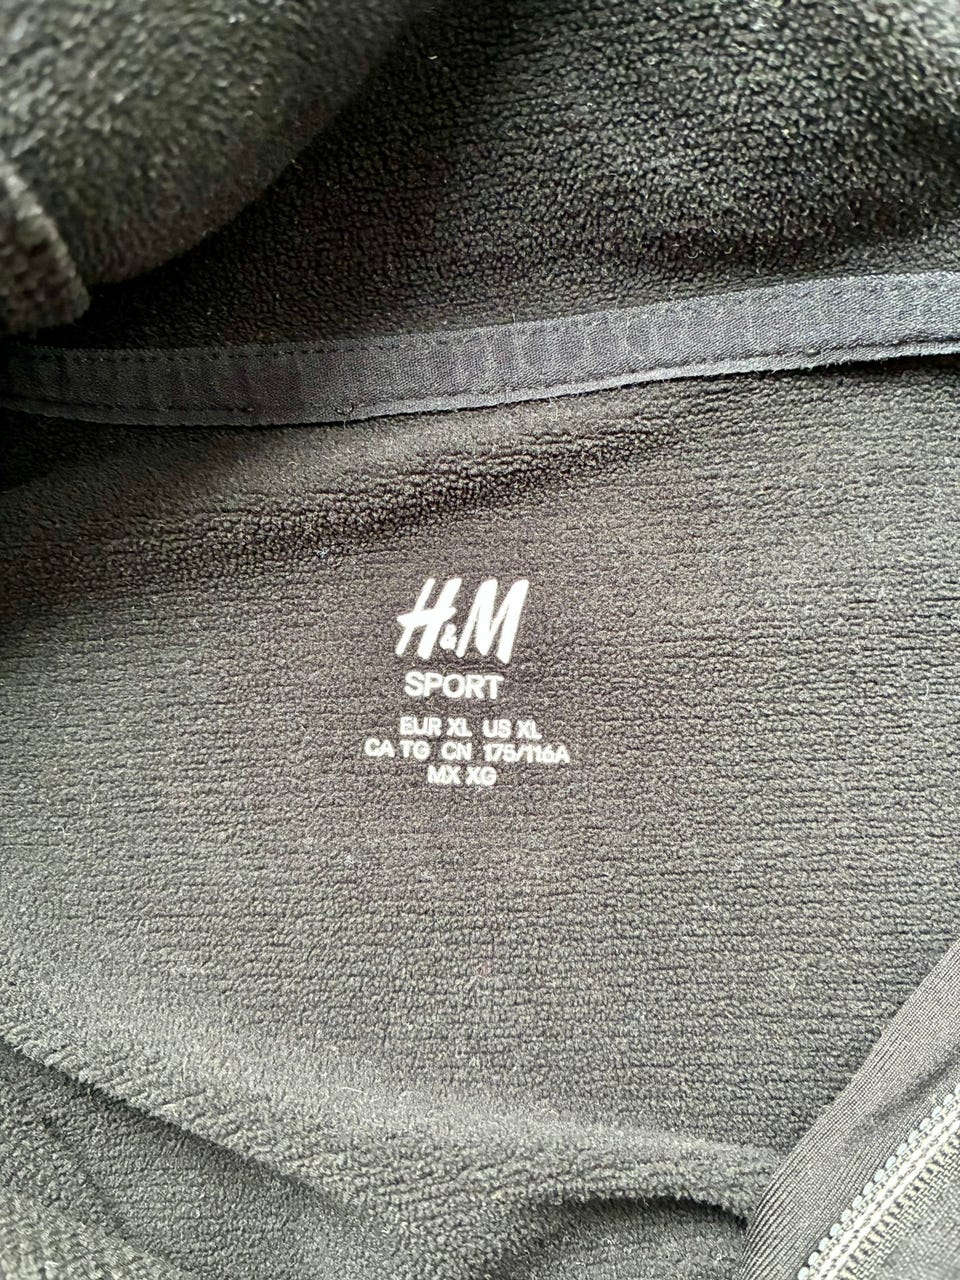 H&M
SPORT
EUR XL US XL
CA TG CN 175/116A
MX XG